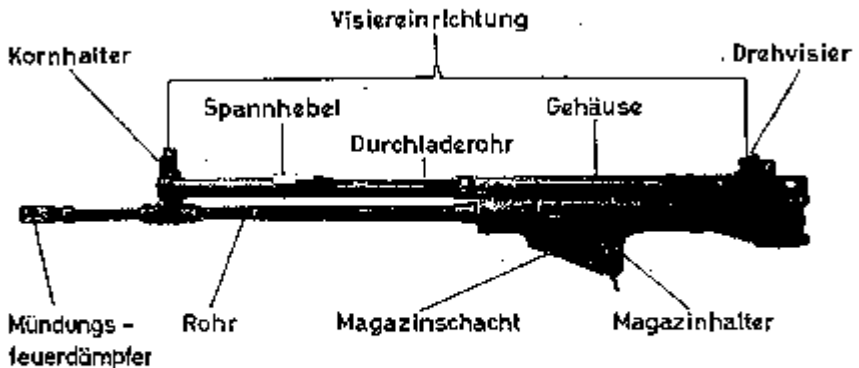 Visiereinrichtung
Kornhalter
Drehvisier
Spannhebel
Gehäuse
Durchladerohr
Mündungs-
feuerdämpfer
Rohr
Magazinschacht
Magazinhalter